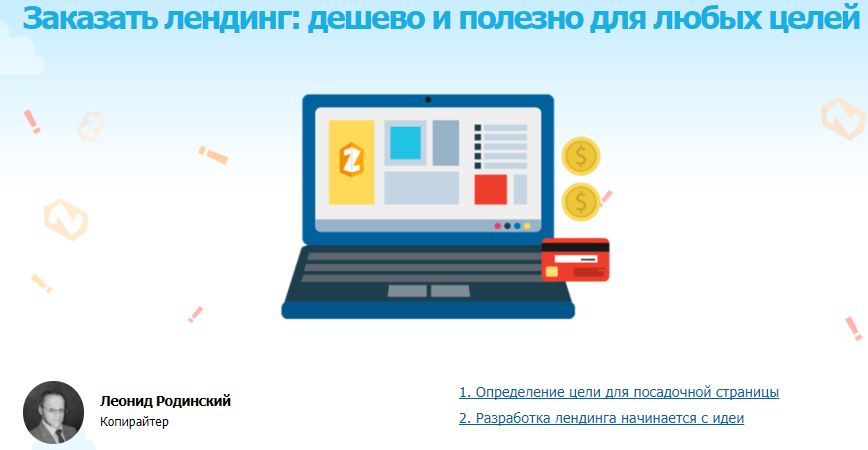 Заказать лендинг: дешево и полезно для любых целей
Леонид Родинский
Копирайтер
1. Определение цели для посадочной страницы
2. Разработка лендинга начинается с идеи